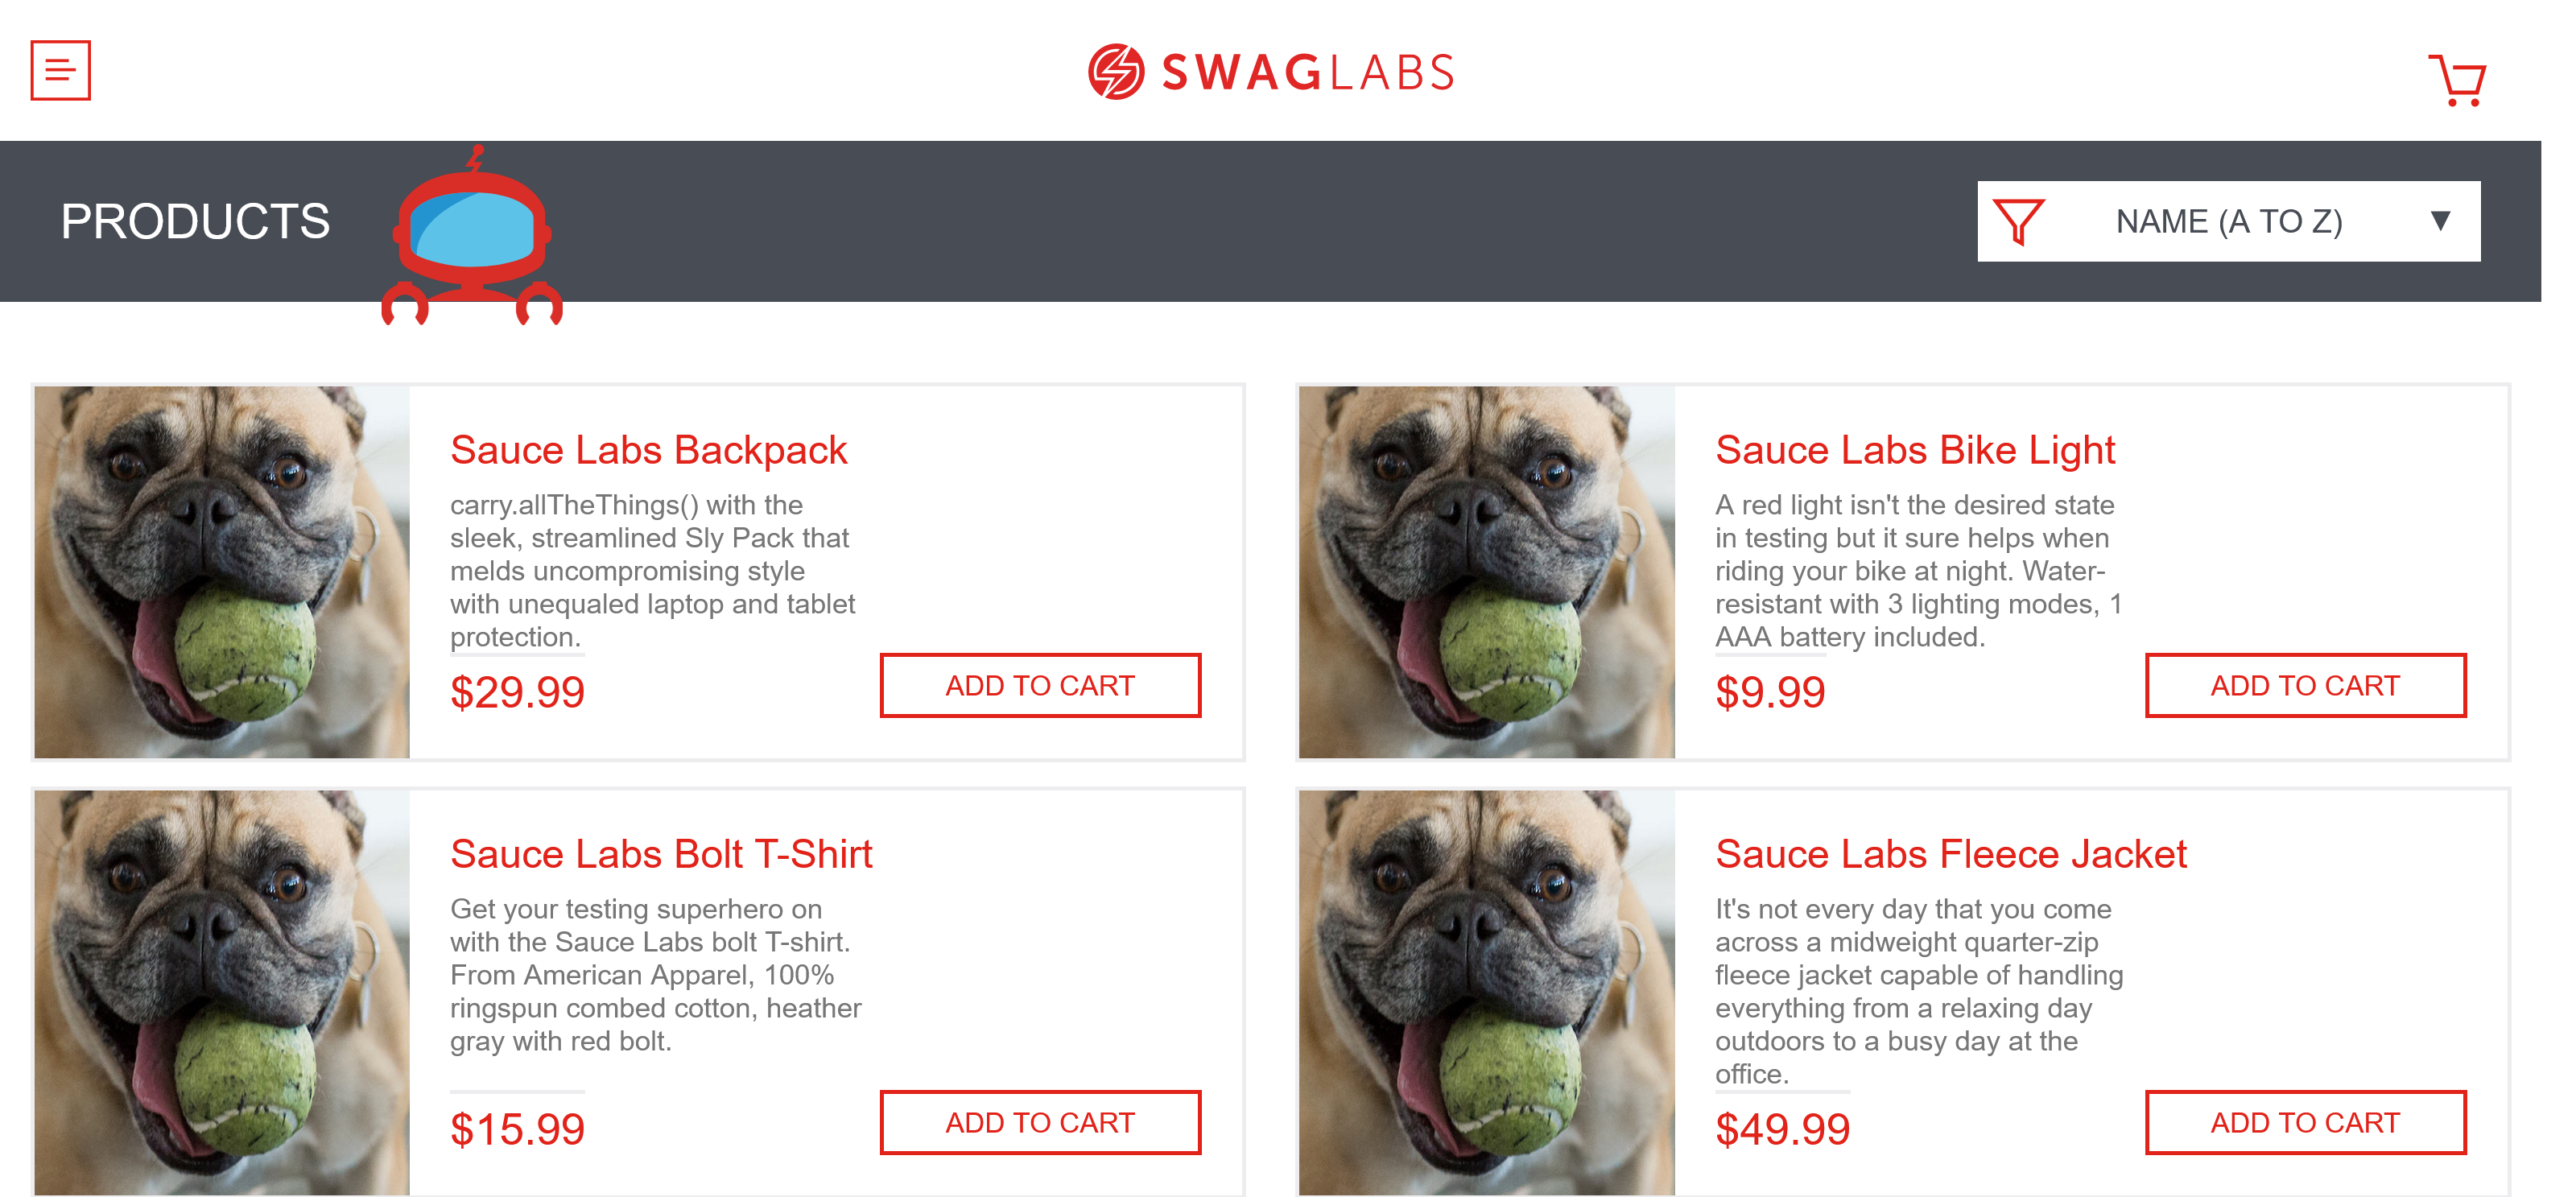 SWAGLABS
PRODUCTS
NAME (A TO Z)
Sauce Labs Backpack
carry.allTheThings() with the
sleek, streamlined Sly Pack that
melds uncompromising style
with unequaled laptop and tablet
protection.
$29.99
ADD TO CART
Sauce Labs Bike Light
A red light isn't the desired state
in testing but it sure helps when
riding your bike at night. Water-
resistant with 3 lighting modes, 1
AAA battery included.
$9.99
ADD TO CART
Sauce Labs Bolt T-Shirt
Get your testing superhero on
with the Sauce Labs bolt T-shirt.
From American Apparel, 100%
ringspun combed cotton, heather
gray with red bolt.
$15.99
ADD TO CART
Sauce Labs Fleece Jacket
It's not every day that you come
across a midweight quarter-zip
fleece jacket capable of handling
everything from a relaxing day
outdoors to a busy day at the
office.
$49.99
ADD TO CART